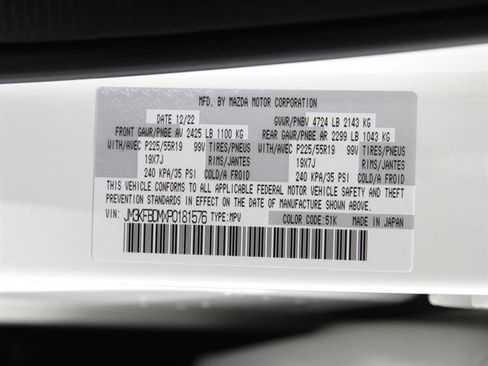 MFD. BY MAZDA MOTOR CORPORATION
DATE 12/22 GVWR/PNBV 4724 LB 2143 KG
FRONT GAWR/PNBE AV 2425 LB 1100 KG REAR GAWR/PNBE AR 2299 LB 1043 KG
WITH/AVEC P225/55R19 99V TIRES/PNEUS WITH/AVEC P225/55R19 99V TIRES/PNEUS
19X7J RIMS/JANTES 19X7J RIMS/JANTES
240 KPA/35 PSI COLD/A FROID 240 KPA/35 PSI COLD/A FROID
THIS VEHICLE CONFORMS TO ALL APPLICABLE FEDERAL MOTOR VEHICLE SAFETY AND THEFT
PREVENTION STANDARDS IN EFFECT ON THE DATE OF MANUFACTURE SHOWN ABOVE.
VIN: JM3KFBDMXP0181576 TYPE:MPV COLOR CODE:51K MADE IN JAPAN